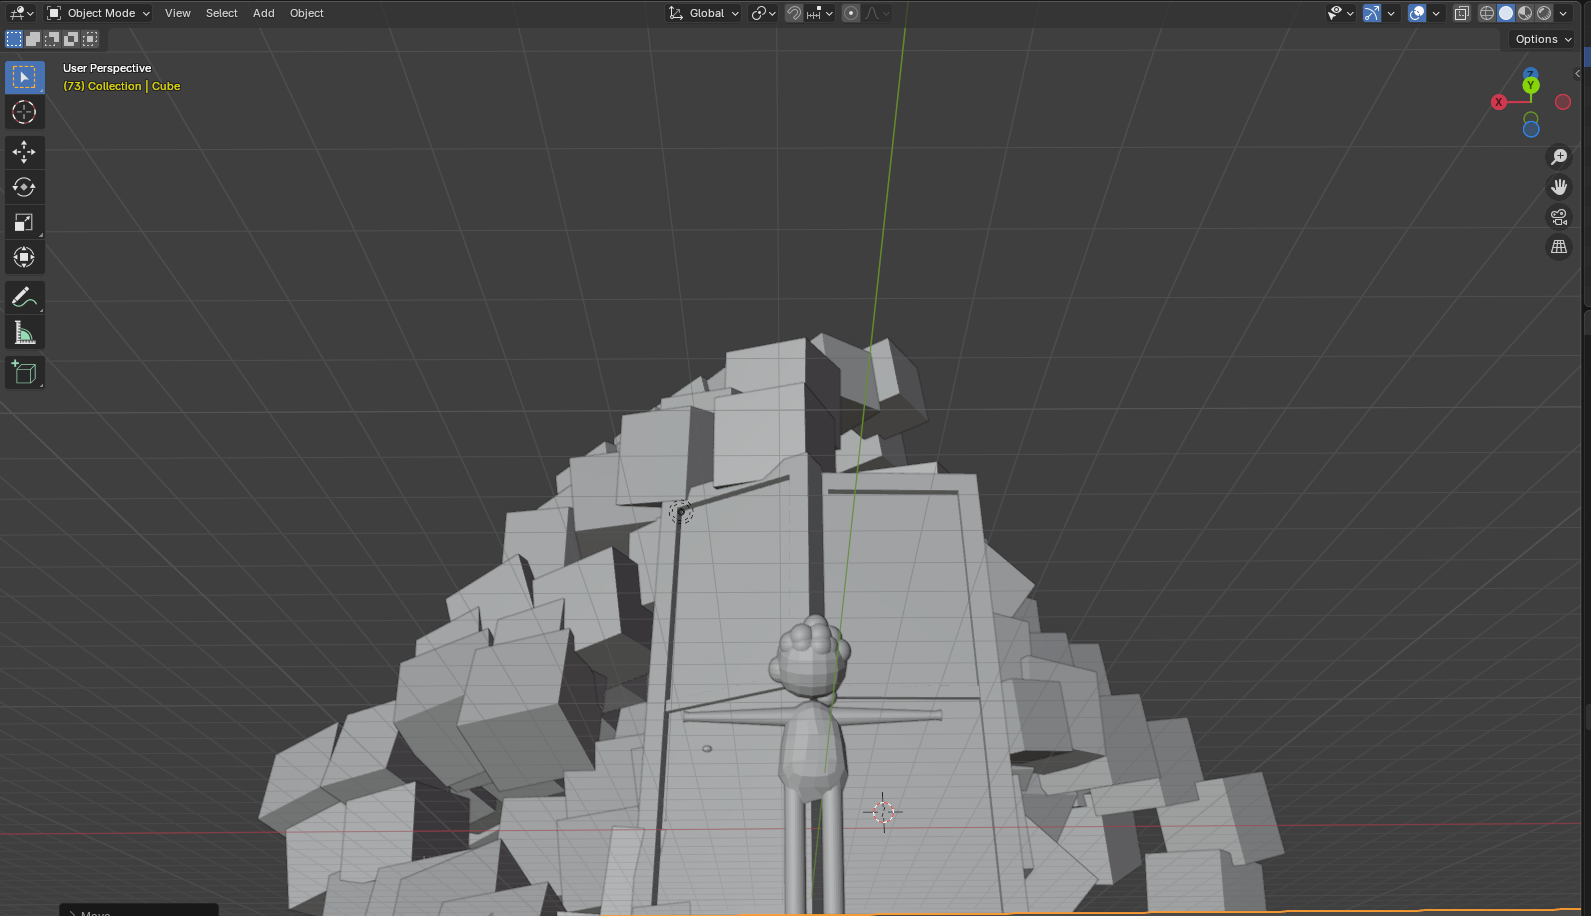 Object Mode View Select Add Object Global
Options
User Perspective
(73) Collection | Cube
Z
Y
X
Move